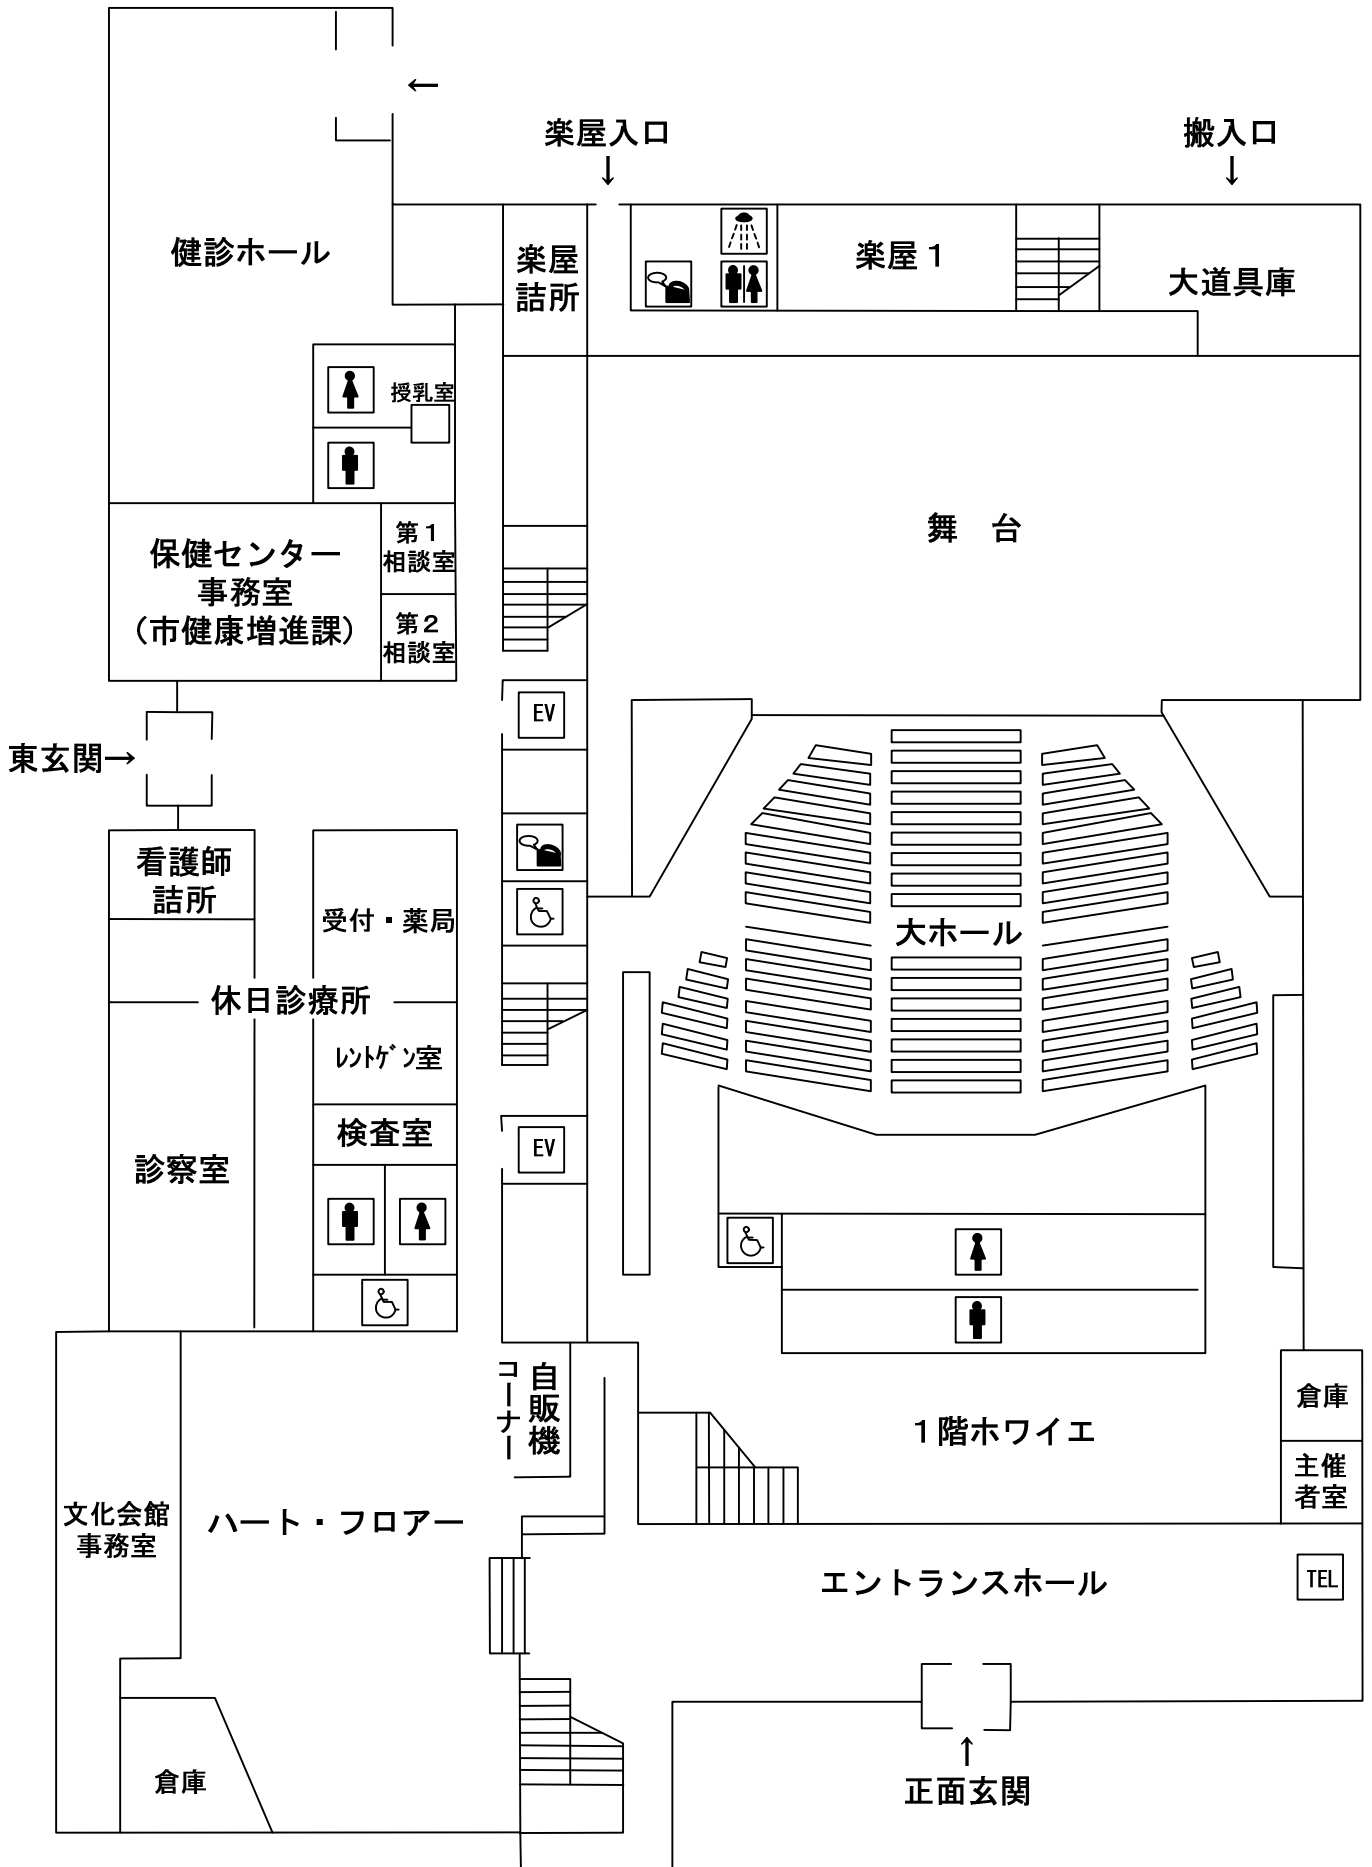 ←
楽屋入口
↓
搬入口
↓
健診ホール
楽屋
詰所
楽屋１
大道具庫
授乳室
舞　台
第１
相談室
保健センター
事務室
（市健康増進課）
第２
相談室
EV
東玄関→
看護師
詰所
受付・薬局
大ホール
休日診療所
ﾚﾝﾄｹﾞﾝ室
検査室
EV
診察室
自販機
コーナー
倉庫
１階ホワイエ
主催
者室
文化会館
事務室
ハート・フロアー
エントランスホール
TEL
倉庫
↑
正面玄関